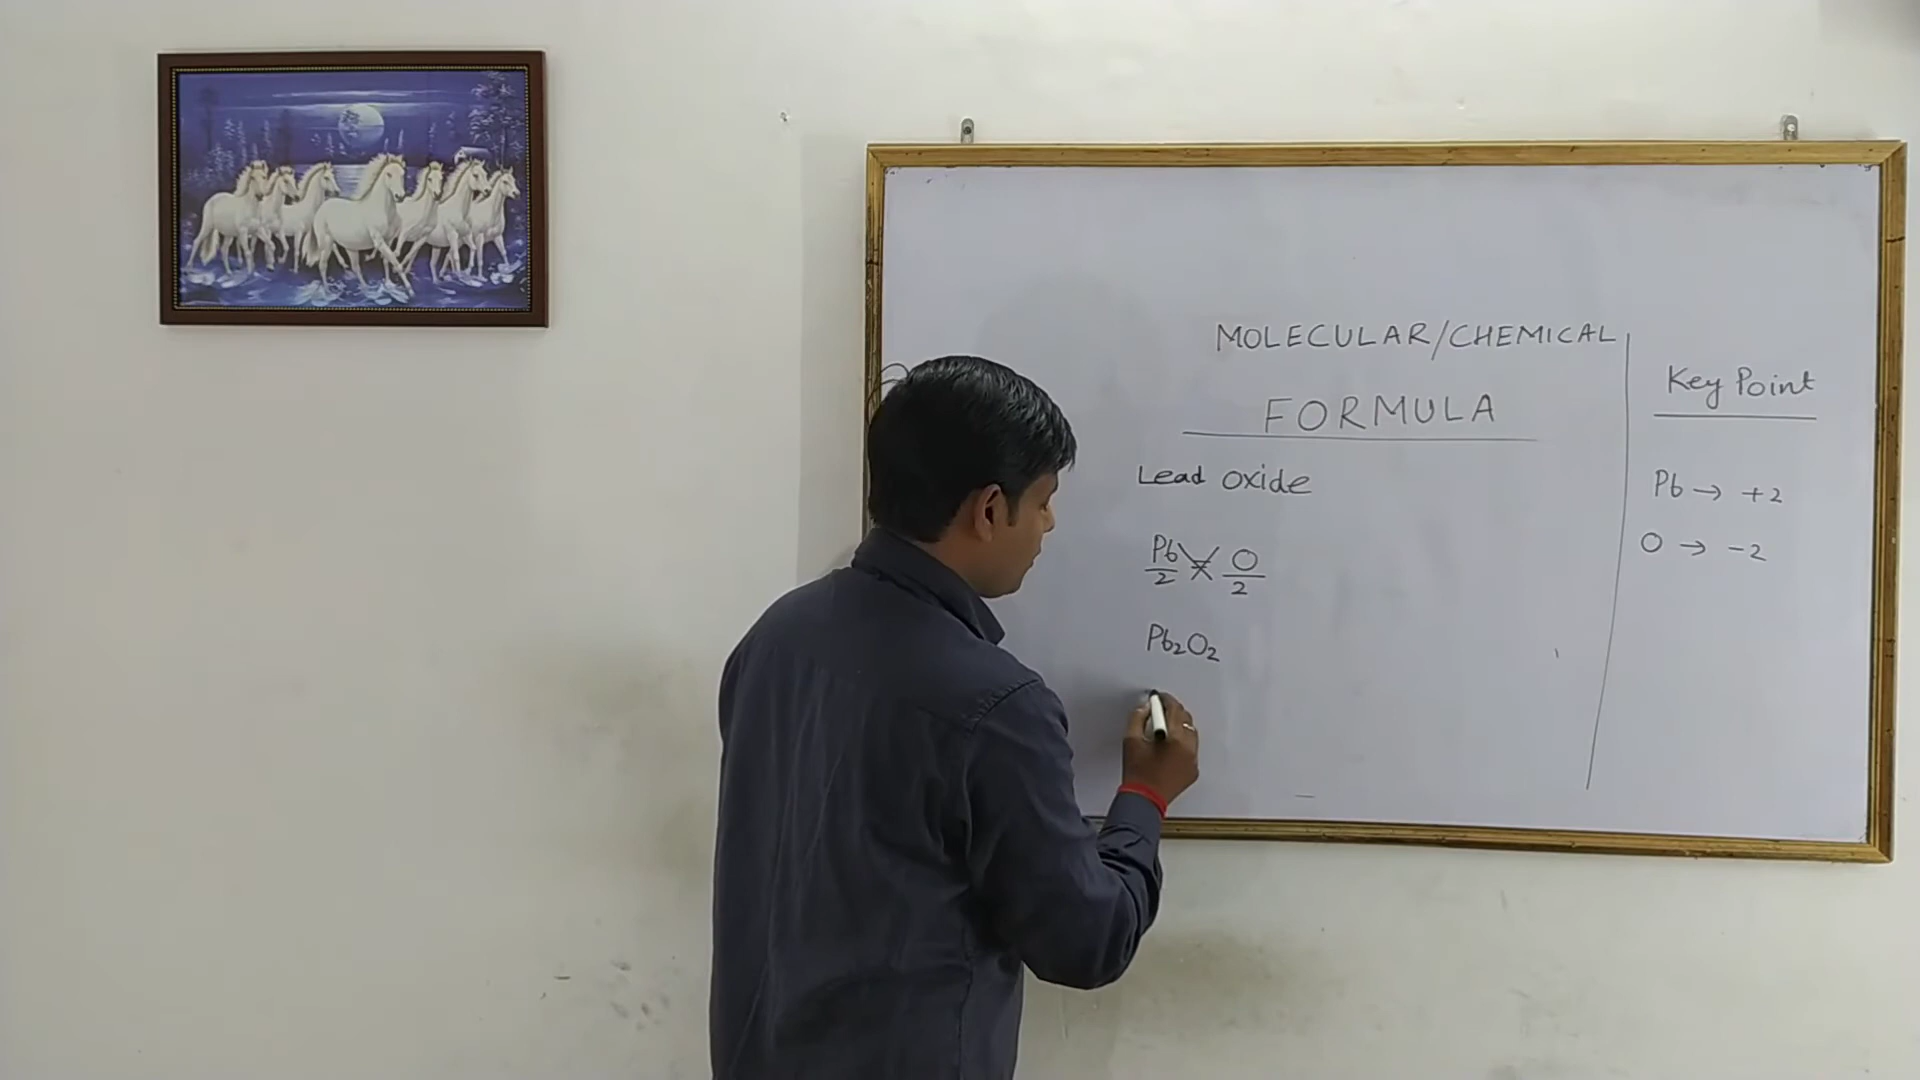 MOLECULAR/CHEMICAL
FORMULA
Lead oxide
Pb O
2 2
Pb₂O₂
Key Point
Pb → +2
O → -2